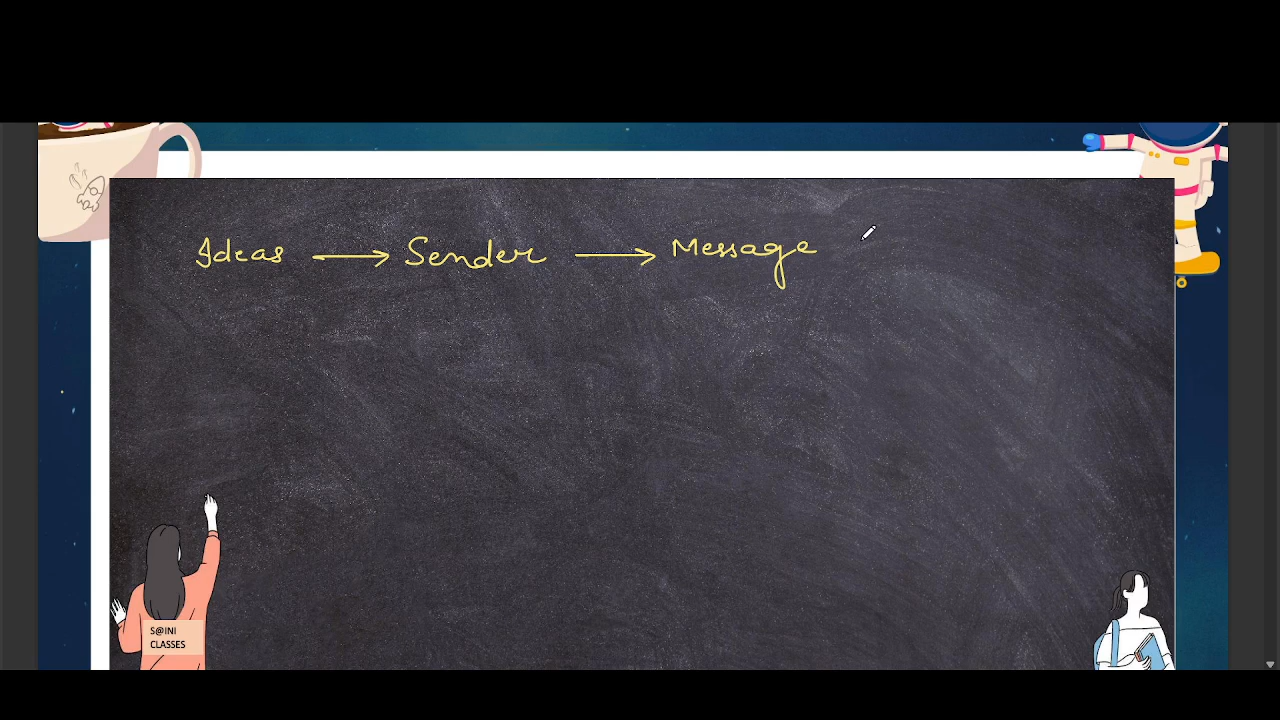 Ideas → Sender → Message
S@INI
CLASSES